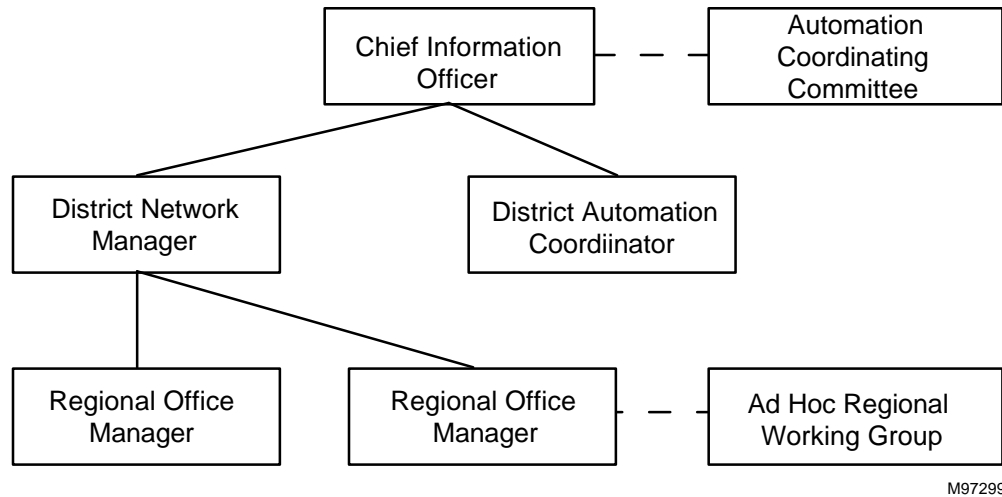 Chief Information
Officer
Automation
Coordinating
Committee
District Network
Manager
District Automation
Coordiinator
Regional Office
Manager
Regional Office
Manager
Ad Hoc Regional
Working Group
M97299